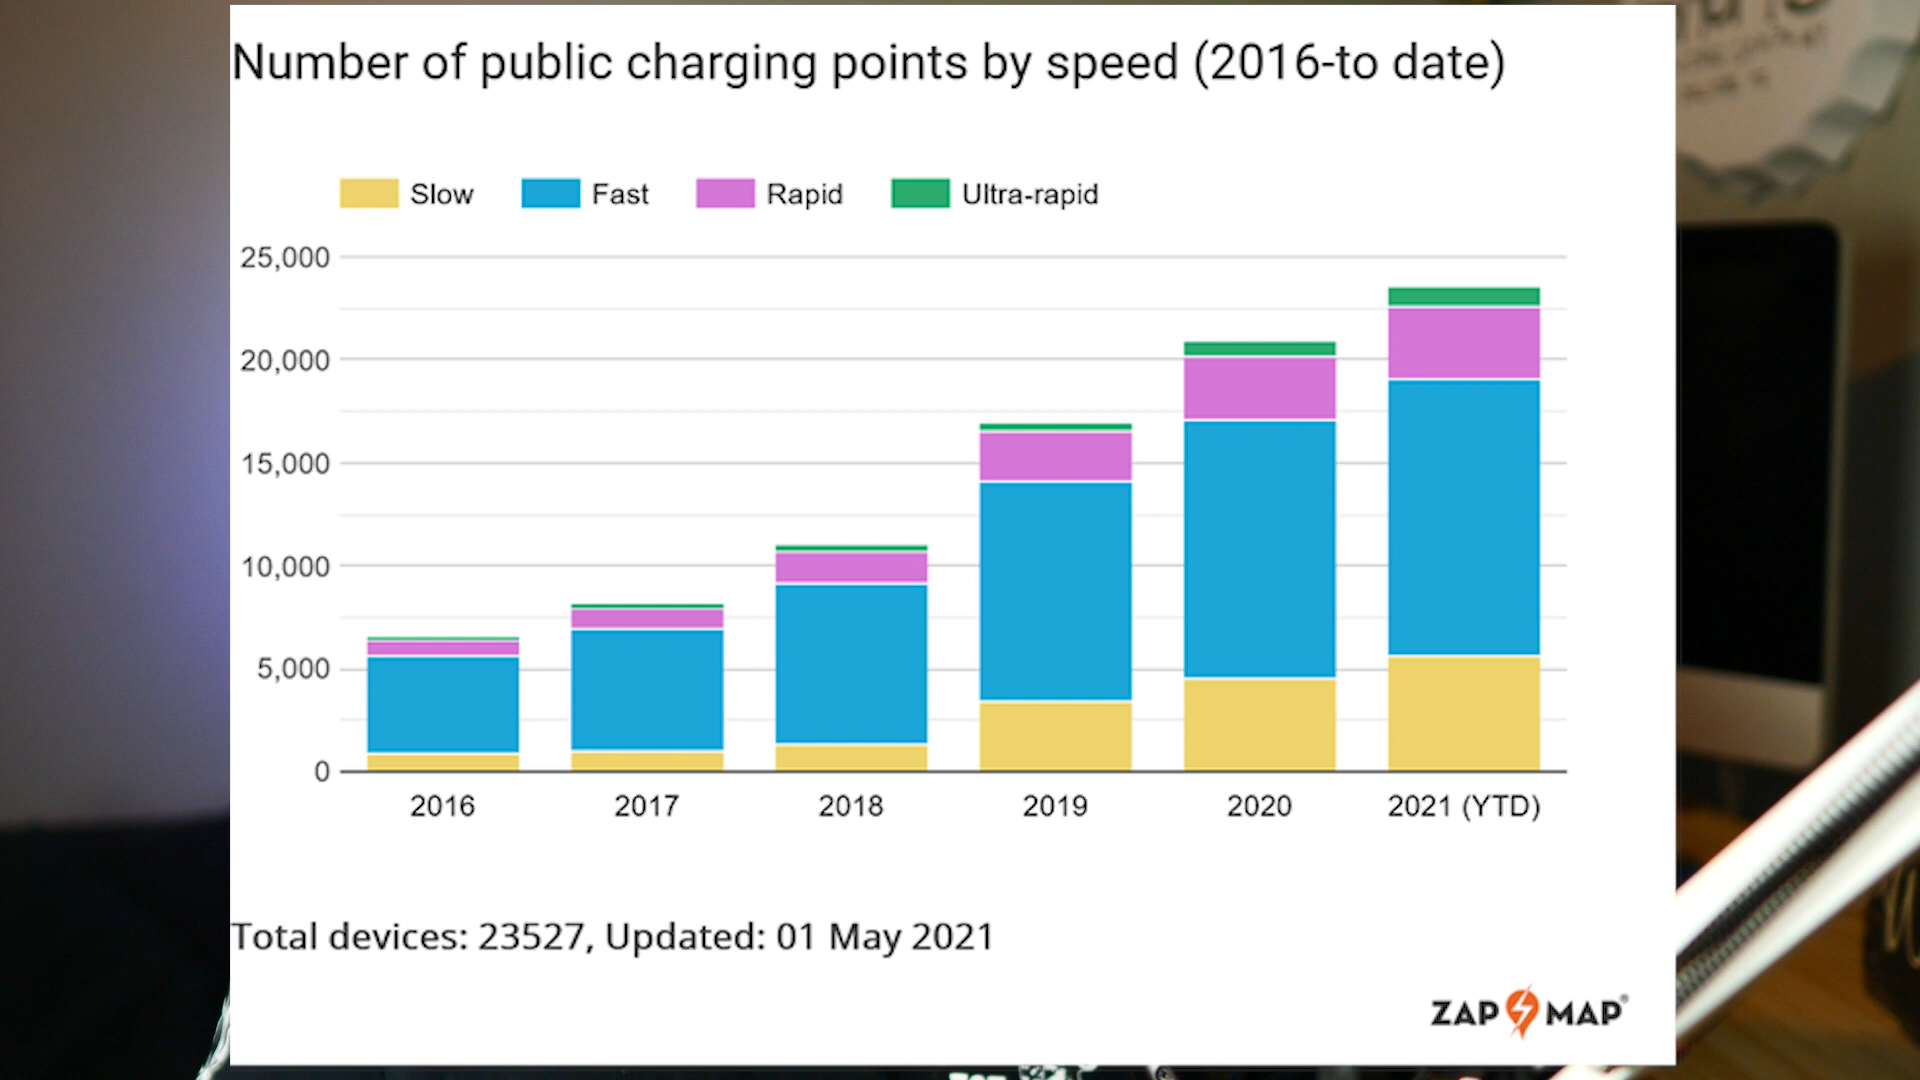 Number of public charging points by speed (2016-to date)
Slow Fast Rapid Ultra-rapid
25,000
20,000
15,000
10,000
5,000
0
2016 2017 2018 2019 2020 2021 (YTD)
Total devices: 23527, Updated: 01 May 2021
ZAP MAP®